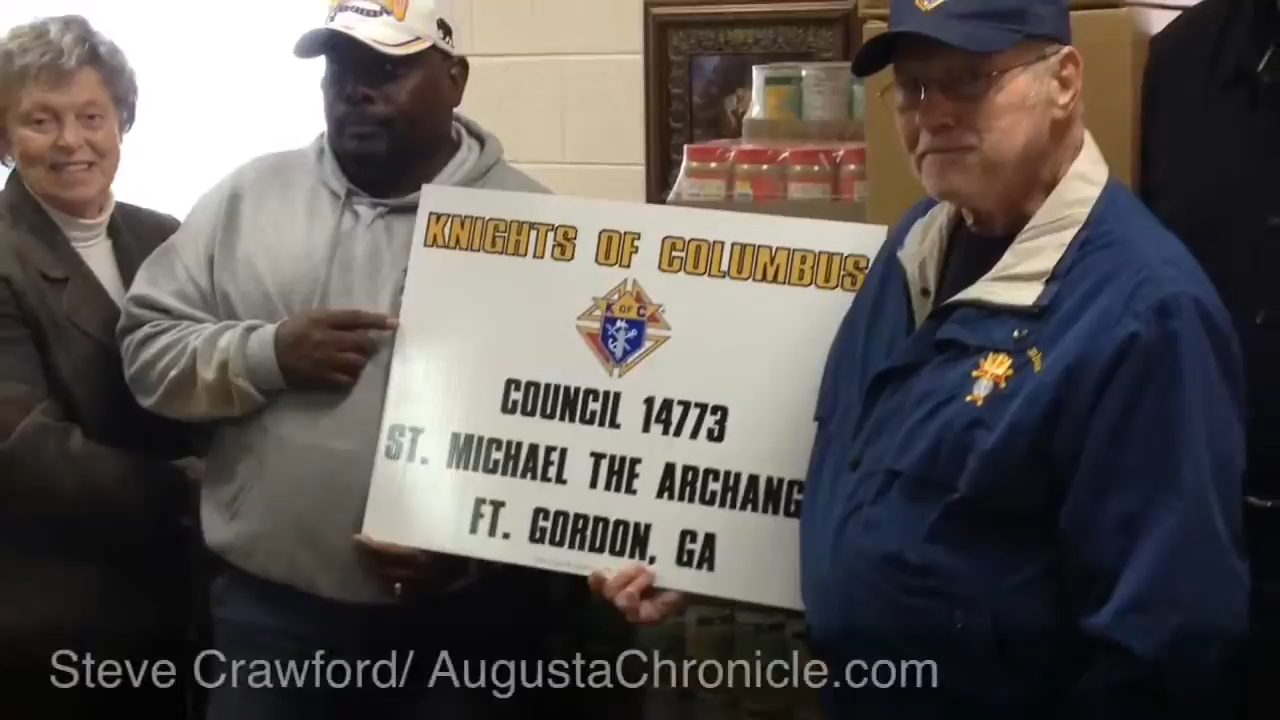 KNIGHTS OF COLUMBUS
K OF C
COUNCIL 14773
ST. MICHAEL THE ARCHANG
FT. GORDON, GA
Steve Crawford/ AugustaChronicle.com